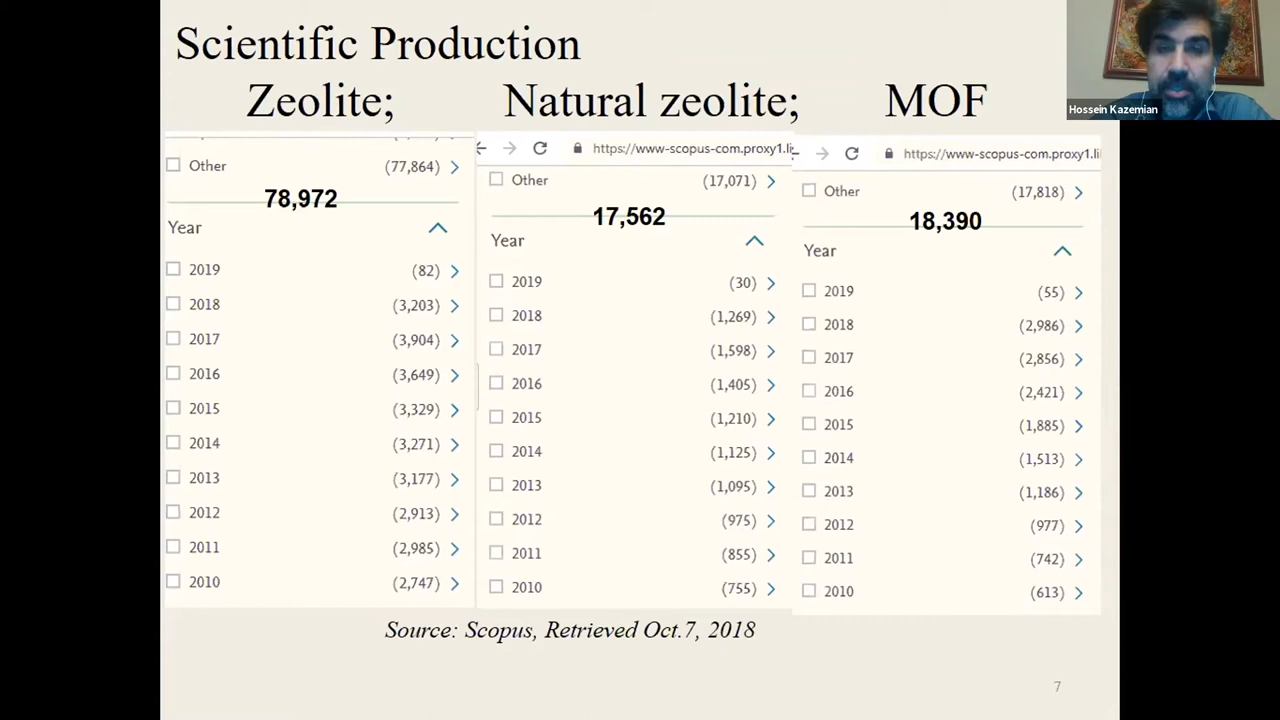 Scientific Production
Zeolite; Natural zeolite; MOF
Other (77,864)
78,972
Year
2019 (82)
2018 (3,203)
2017 (3,904)
2016 (3,649)
2015 (3,329)
2014 (3,271)
2013 (3,177)
2012 (2,913)
2011 (2,985)
2010 (2,747)
https://www-scopus-com.proxy1.li
Other (17,071)
17,562
Year
2019 (30)
2018 (1,269)
2017 (1,598)
2016 (1,405)
2015 (1,210)
2014 (1,125)
2013 (1,095)
2012 (975)
2011 (855)
2010 (755)
https://www-scopus-com.proxy1.li
Other (17,818)
18,390
Year
2019 (55)
2018 (2,986)
2017 (2,856)
2016 (2,421)
2015 (1,885)
2014 (1,513)
2013 (1,186)
2012 (977)
2011 (742)
2010 (613)
Source: Scopus, Retrieved Oct.7, 2018
7
Hossein Kazemian